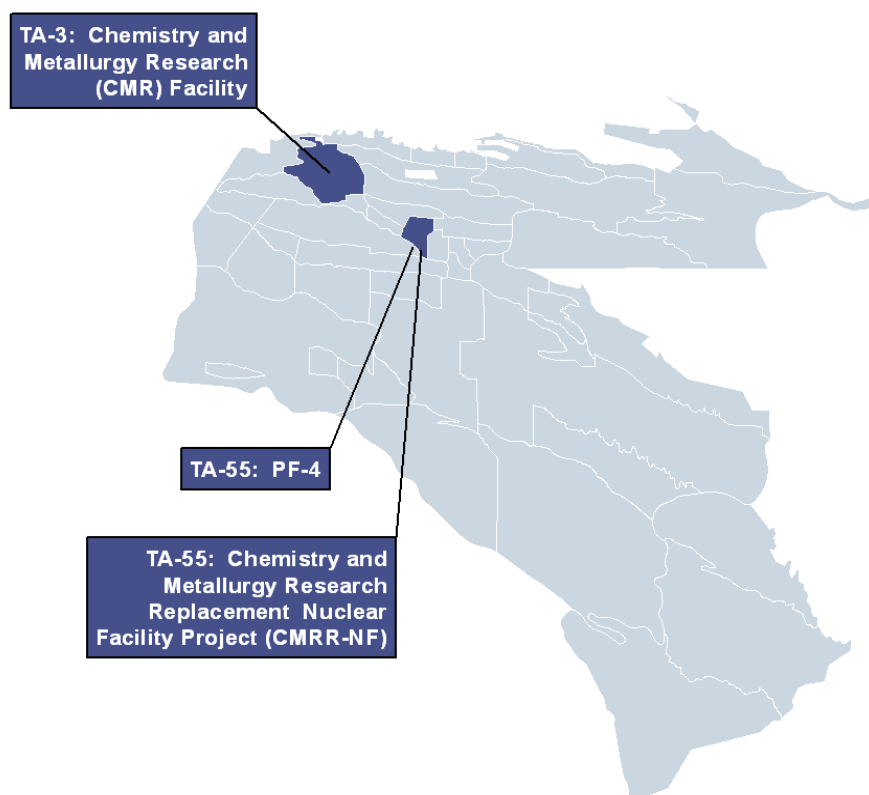 TA-3: Chemistry and
Metallurgy Research
(CMR) Facility
TA-55: PF-4
TA-55: Chemistry and
Metallurgy Research
Replacement Nuclear
Facility Project (CMRR-NF)